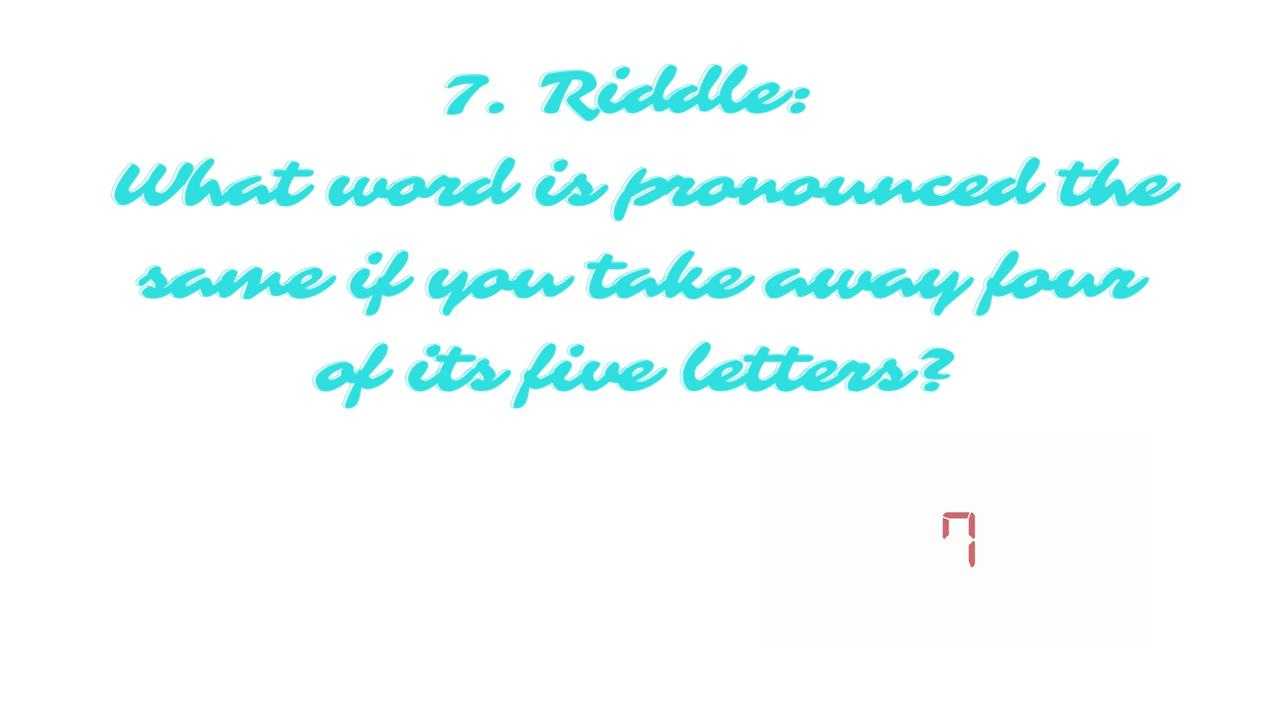 7. Riddle:
What word is pronounced the
same if you take away four
of its five letters?
7